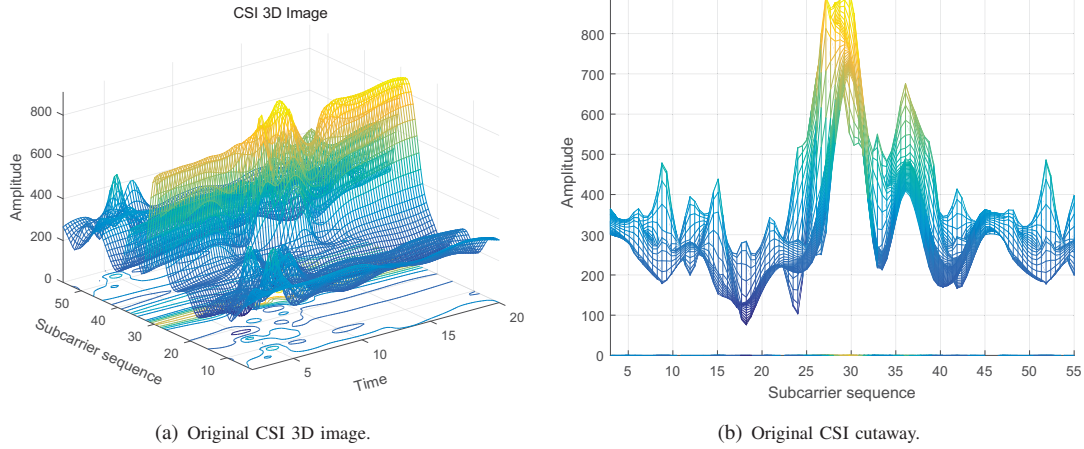 CSI 3D Image
800
600
400
200
0
Amplitude
50
40
30
20
10
Subcarrier sequence
5
10
15
20
Time
(a) Original CSI 3D image.
800
700
600
500
400
300
200
100
0
Amplitude
5 10 15 20 25 30 35 40 45 50 55
Subcarrier sequence
(b) Original CSI cutaway.